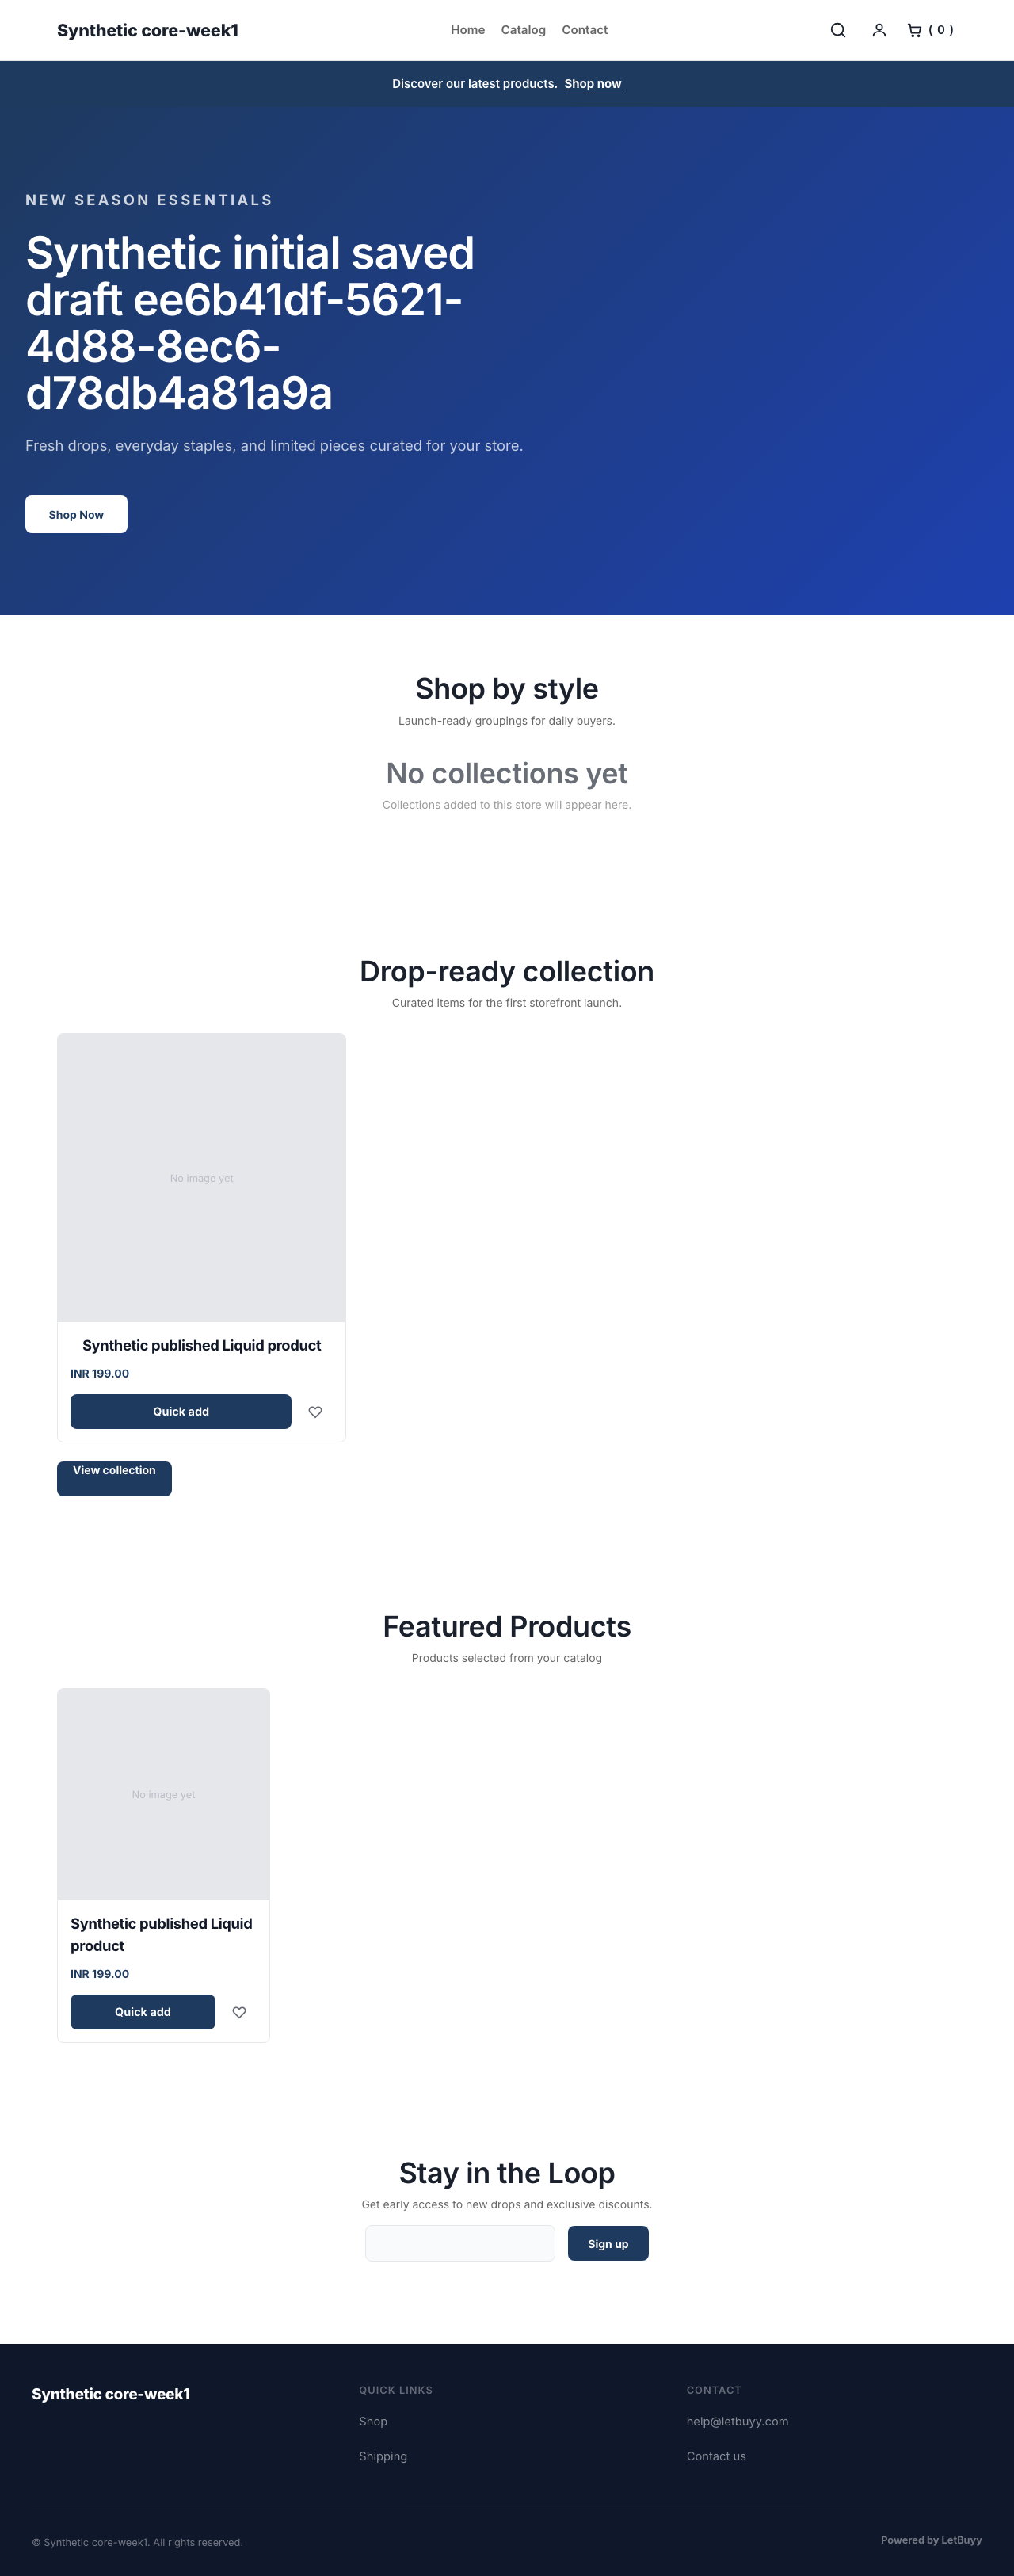 Synthetic core-week1
Home Catalog Contact
( 0 )
Discover our latest products. Shop now
NEW SEASON ESSENTIALS
Synthetic initial saved
draft ee6b41df-5621-
4d88-8ec6-
d78db4a81a9a
Fresh drops, everyday staples, and limited pieces curated for your store.
Shop Now
Shop by style
Launch-ready groupings for daily buyers.
No collections yet
Collections added to this store will appear here.
Drop-ready collection
Curated items for the first storefront launch.
No image yet
Synthetic published Liquid product
INR 199.00
Quick add
View collection
Featured Products
Products selected from your catalog
No image yet
Synthetic published Liquid
product
INR 199.00
Quick add
Stay in the Loop
Get early access to new drops and exclusive discounts.
Sign up
Synthetic core-week1
QUICK LINKS
Shop
Shipping
CONTACT
help@letbuyy.com
Contact us
© Synthetic core-week1. All rights reserved.
Powered by LetBuyy